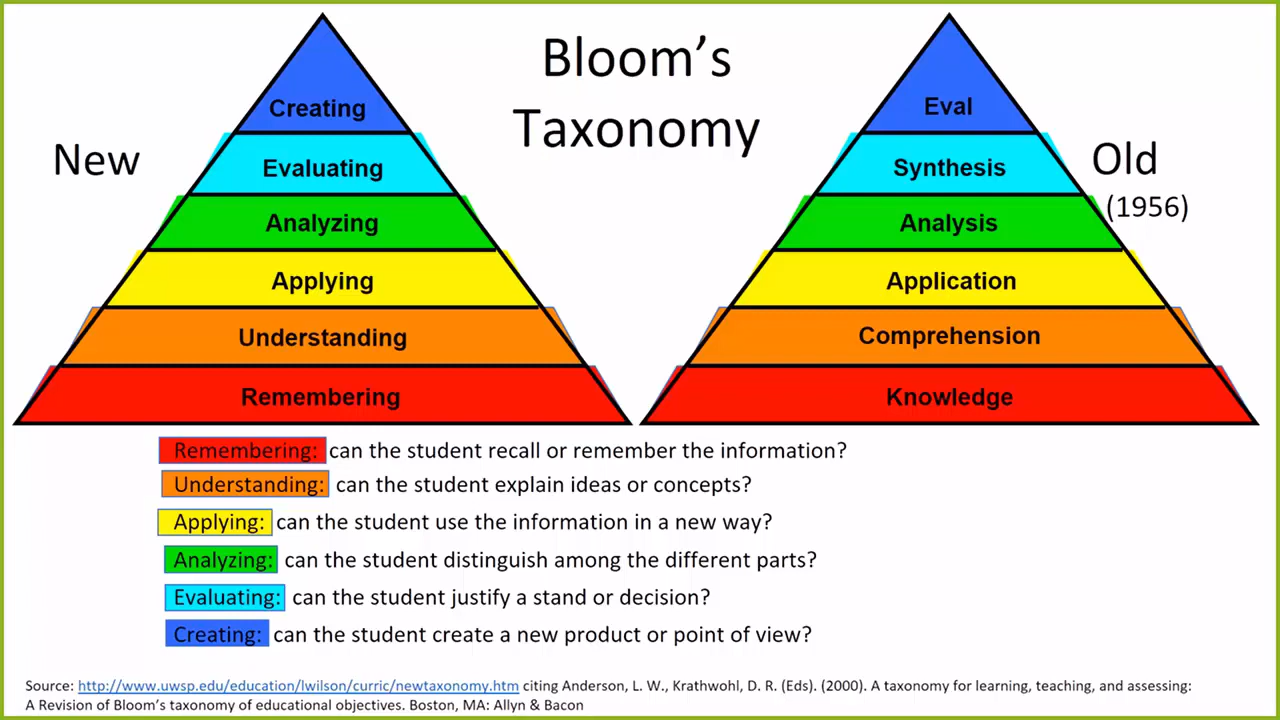 Bloom's
Taxonomy
New
Creating
Evaluating
Analyzing
Applying
Understanding
Remembering
Old
(1956)
Eval
Synthesis
Analysis
Application
Comprehension
Knowledge
Remembering: can the student recall or remember the information?
Understanding: can the student explain ideas or concepts?
Applying: can the student use the information in a new way?
Analyzing: can the student distinguish among the different parts?
Evaluating: can the student justify a stand or decision?
Creating: can the student create a new product or point of view?
Source: http://www.uwsp.edu/education/lwilson/curric/newtaxonomy.htm citing Anderson, L. W., Krathwohl, D. R. (Eds). (2000). A taxonomy for learning, teaching, and assessing:
A Revision of Bloom's taxonomy of educational objectives. Boston, MA: Allyn & Bacon